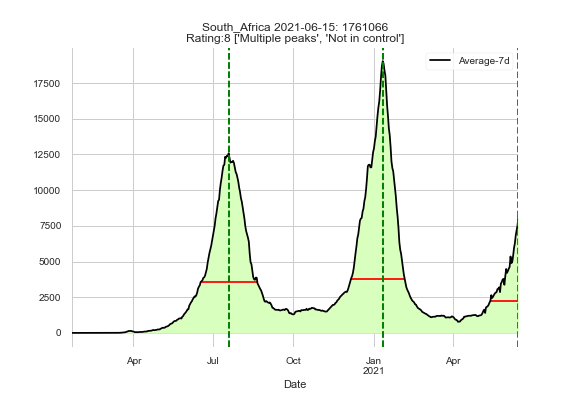 South_Africa 2021-06-15: 1761066
Rating:8 ['Multiple peaks', 'Not in control']
Average-7d
17500
15000
12500
10000
7500
5000
2500
0
Apr Jul Oct Jan Apr
2021
Date